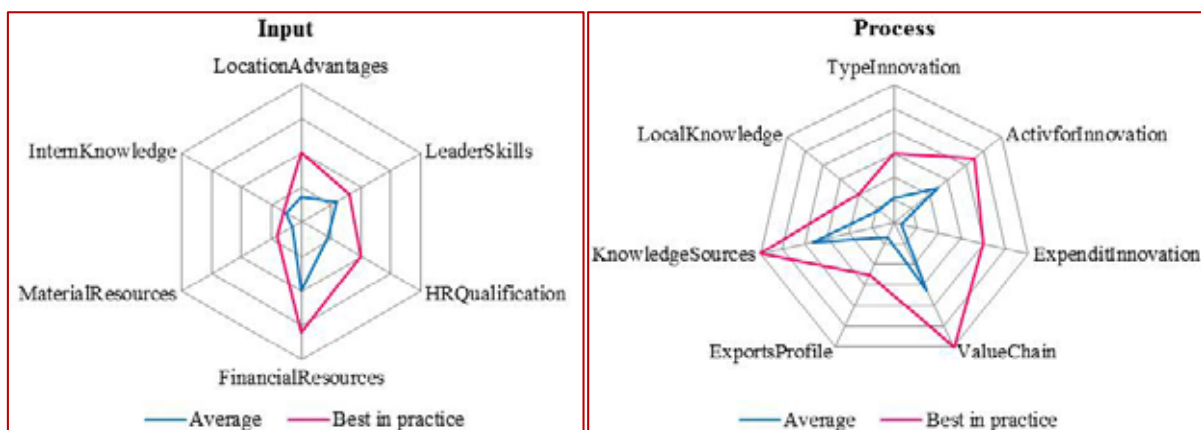 Input
LocationAdvantages
InternKnowledge
LeaderSkills
MaterialResources
HRQualification
FinancialResources
Average
Best in practice
Process
TypeInnovation
LocalKnowledge
ActivforInnovation
KnowledgeSources
ExpenditInnovation
ExportsProfile
ValueChain
Average
Best in practice